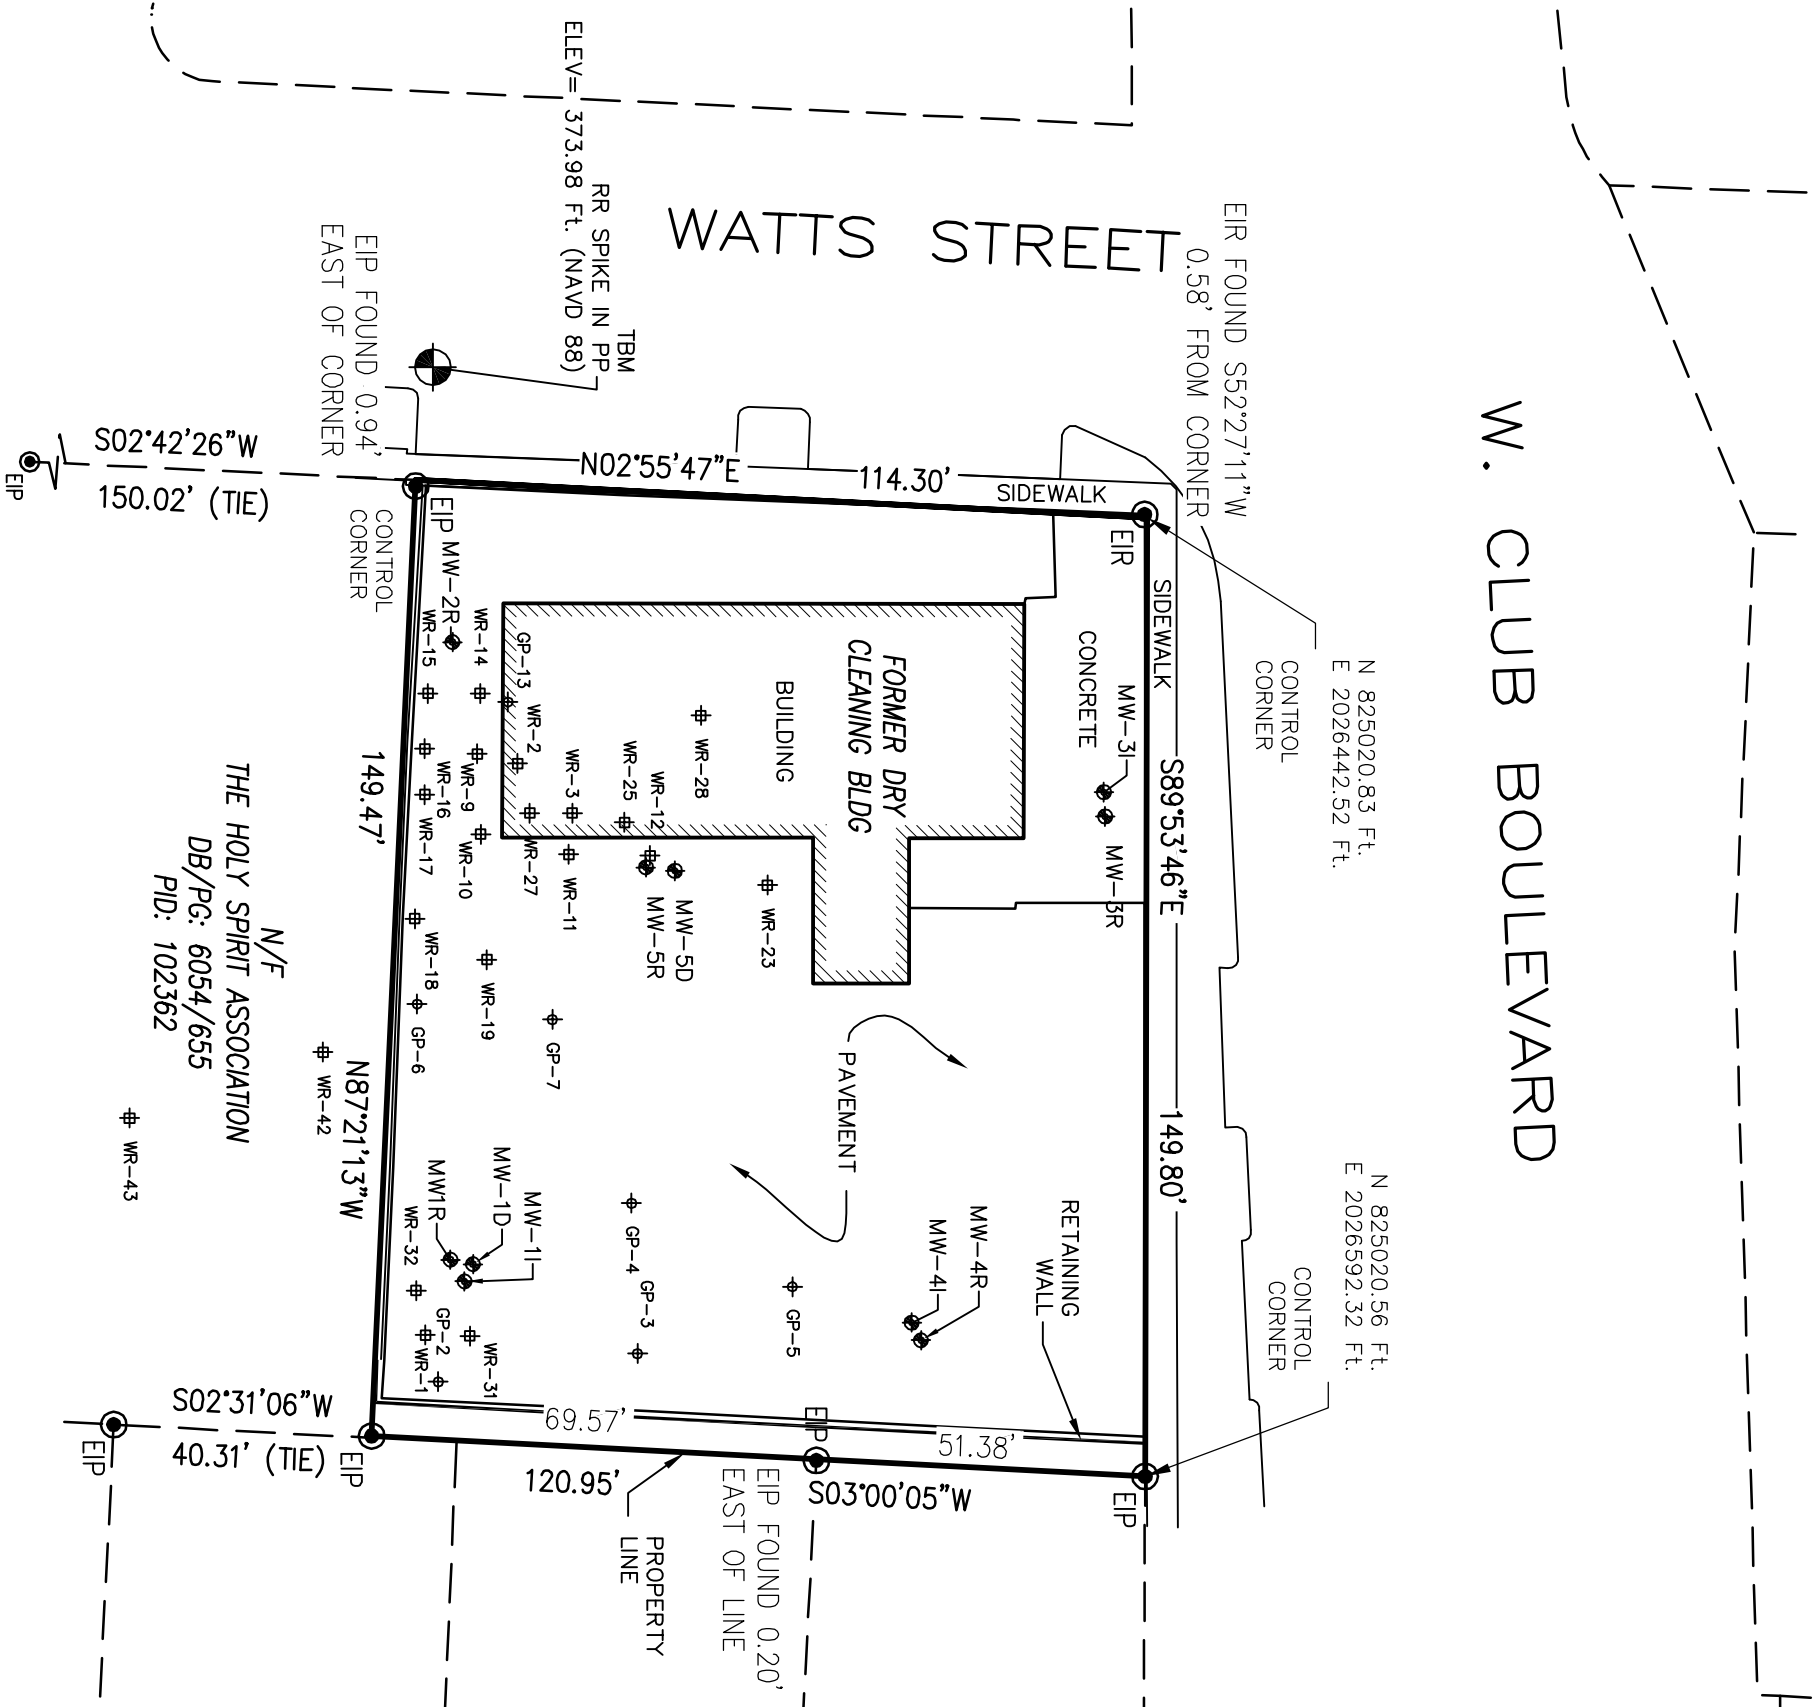 W. CLUB BOULEVARD
N 825020.83 Ft.
E 2026442.52 Ft.
CONTROL
CORNER
N 825020.56 Ft.
E 2026592.32 Ft.
CONTROL
CORNER
EIR FOUND S52°27'11"W
0.58' FROM CORNER
WATTS STREET
TBM
RR SPIKE IN PP
ELEV= 373.98 Ft. (NAVD 88)
EIP FOUND 0.94'
EAST OF CORNER
SIDEWALK
S89°53'46"E
149.80'
EIR
EIP
SIDEWALK
N02°55'47"E
114.30'
CONCRETE
MW-3I
MW-3R
RETAINING
WALL
FORMER DRY
CLEANING BLDG
BUILDING
PAVEMENT
MW-4R
MW-4I
WR-28
WR-23
GP-5
WR-12
WR-25
MW-5D
MW-5R
WR-3
WR-11
WR-2
WR-27
GP-13
GP-7
GP-4
GP-3
WR-14
WR-9
WR-10
WR-19
MW-2R
WR-15
WR-16
WR-17
WR-18
GP-6
MW-1I
MW-1D
MW1R
WR-32
WR-31
GP-2
WR-1
EIP
CONTROL
CORNER
149.47'
N87°21'13"W
WR-42
WR-43
S02°42'26"W
150.02' (TIE)
EIP
N/F
THE HOLY SPIRIT ASSOCIATION
DB/PG: 6054/655
PID: 102362
51.38'
69.57'
EIP
S03°00'05"W
120.95'
EIP FOUND 0.20'
EAST OF LINE
PROPERTY
LINE
EIP
S02°31'06"W
40.31' (TIE)
EIP